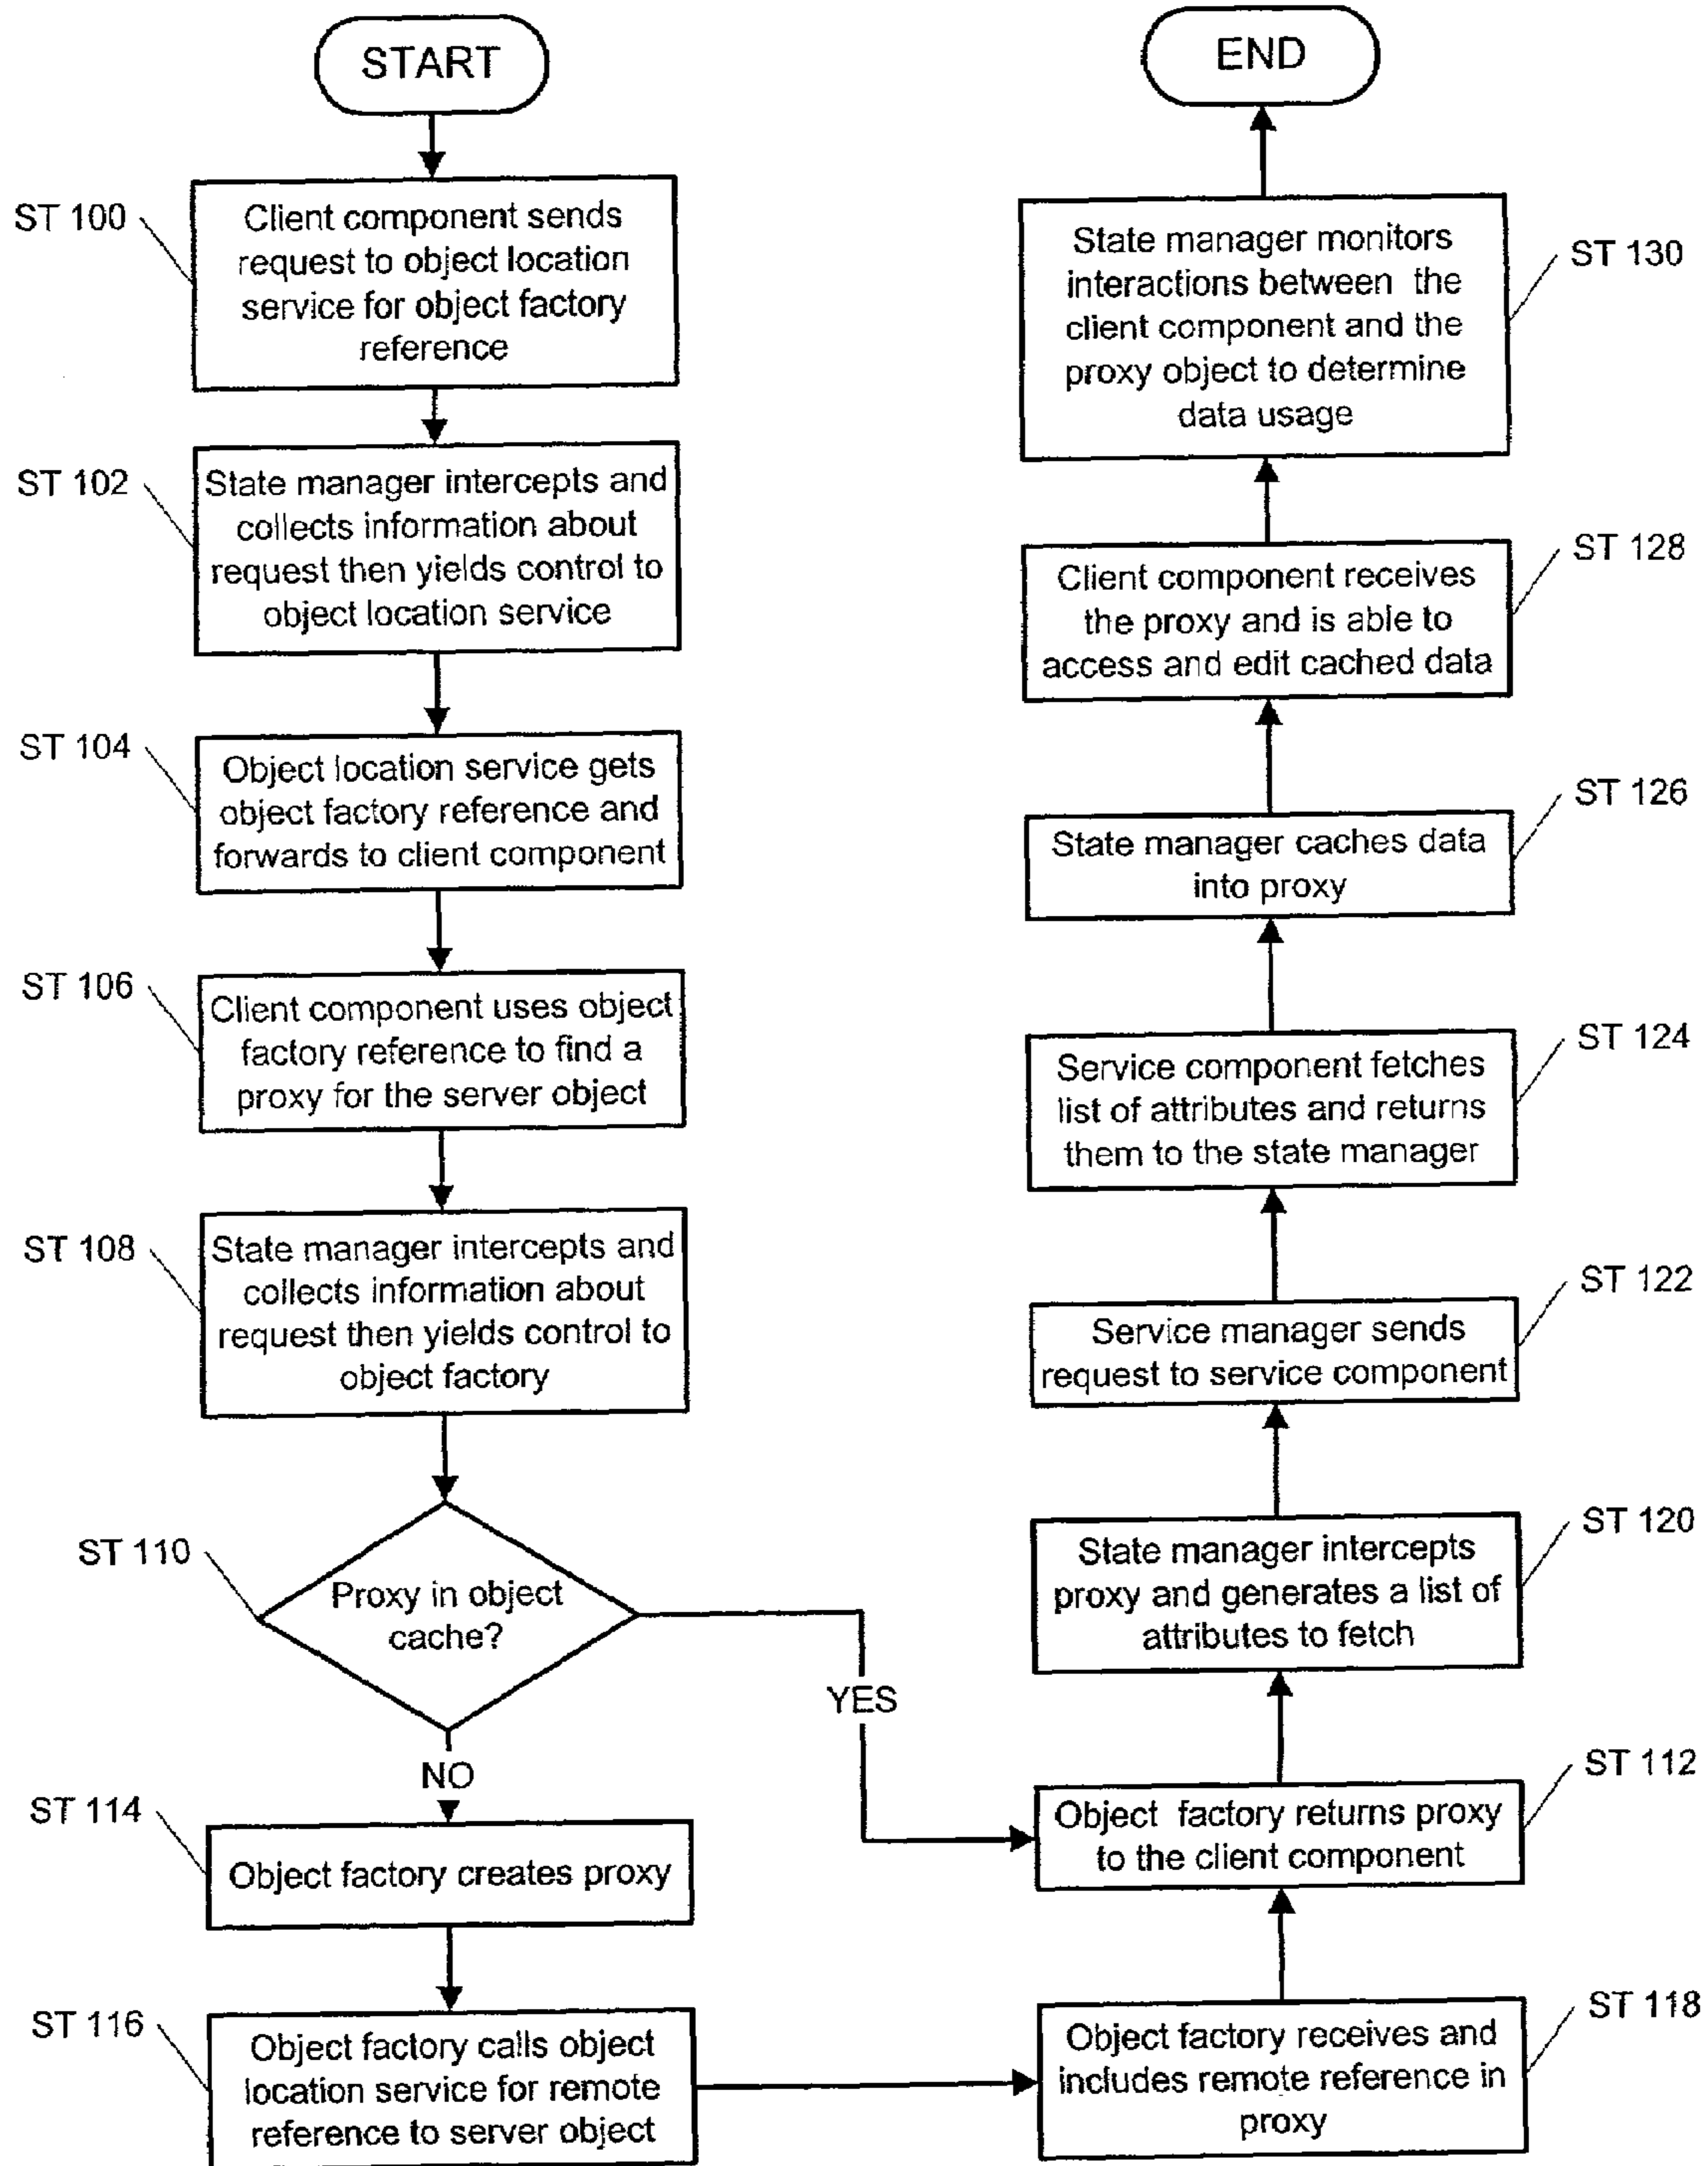 START
ST 100
Client component sends
request to object location
service for object factory
reference
ST 102
State manager intercepts and
collects information about
request then yields control to
object location service
ST 104
Object location service gets
object factory reference and
forwards to client component
ST 106
Client component uses object
factory reference to find a
proxy for the server object
ST 108
State manager intercepts and
collects information about
request then yields control to
object factory
ST 110
Proxy in object
cache?
YES
NO
ST 114
Object factory creates proxy
ST 116
Object factory calls object
location service for remote
reference to server object
ST 118
Object factory receives and
includes remote reference in
proxy
ST 112
Object factory returns proxy
to the client component
ST 120
State manager intercepts
proxy and generates a list of
attributes to fetch
ST 122
Service manager sends
request to service component
ST 124
Service component fetches
list of attributes and returns
them to the state manager
ST 126
State manager caches data
into proxy
ST 128
Client component receives
the proxy and is able to
access and edit cached data
ST 130
State manager monitors
interactions between the
client component and the
proxy object to determine
data usage
END